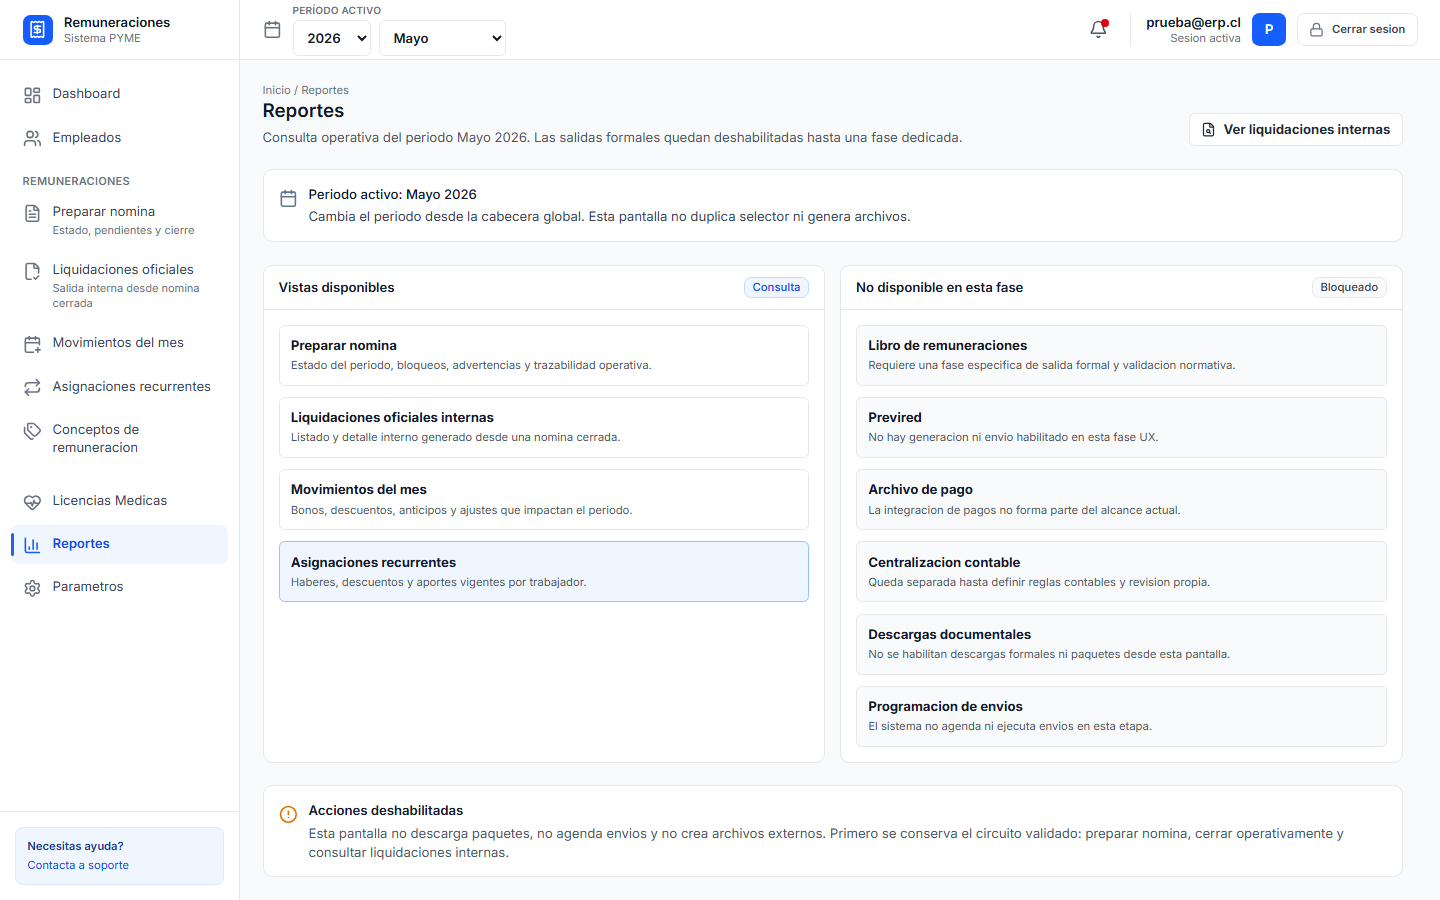 Remuneraciones
Sistema PYME
PERÍODO ACTIVO
2026
Mayo
prueba@erp.cl
Sesion activa
P
Cerrar sesion
Dashboard
Empleados
REMUNERACIONES
Preparar nomina
Estado, pendientes y cierre
Liquidaciones oficiales
Salida interna desde nomina
cerrada
Movimientos del mes
Asignaciones recurrentes
Conceptos de
remuneracion
Licencias Medicas
Reportes
Parametros
Necesitas ayuda?
Contacta a soporte
Inicio / Reportes
Reportes
Consulta operativa del periodo Mayo 2026. Las salidas formales quedan deshabilitadas hasta una fase dedicada.
Ver liquidaciones internas
Periodo activo: Mayo 2026
Cambia el periodo desde la cabecera global. Esta pantalla no duplica selector ni genera archivos.
Vistas disponibles
Consulta
Preparar nomina
Estado del periodo, bloqueos, advertencias y trazabilidad operativa.
Liquidaciones oficiales internas
Listado y detalle interno generado desde una nomina cerrada.
Movimientos del mes
Bonos, descuentos, anticipos y ajustes que impactan el periodo.
Asignaciones recurrentes
Haberes, descuentos y aportes vigentes por trabajador.
No disponible en esta fase
Bloqueado
Libro de remuneraciones
Requiere una fase especifica de salida formal y validacion normativa.
Previred
No hay generacion ni envio habilitado en esta fase UX.
Archivo de pago
La integracion de pagos no forma parte del alcance actual.
Centralizacion contable
Queda separada hasta definir reglas contables y revision propia.
Descargas documentales
No se habilitan descargas formales ni paquetes desde esta pantalla.
Programacion de envios
El sistema no agenda ni ejecuta envios en esta etapa.
Acciones deshabilitadas
Esta pantalla no descarga paquetes, no agenda envios y no crea archivos externos. Primero se conserva el circuito validado: preparar nomina, cerrar operativamente y
consultar liquidaciones internas.